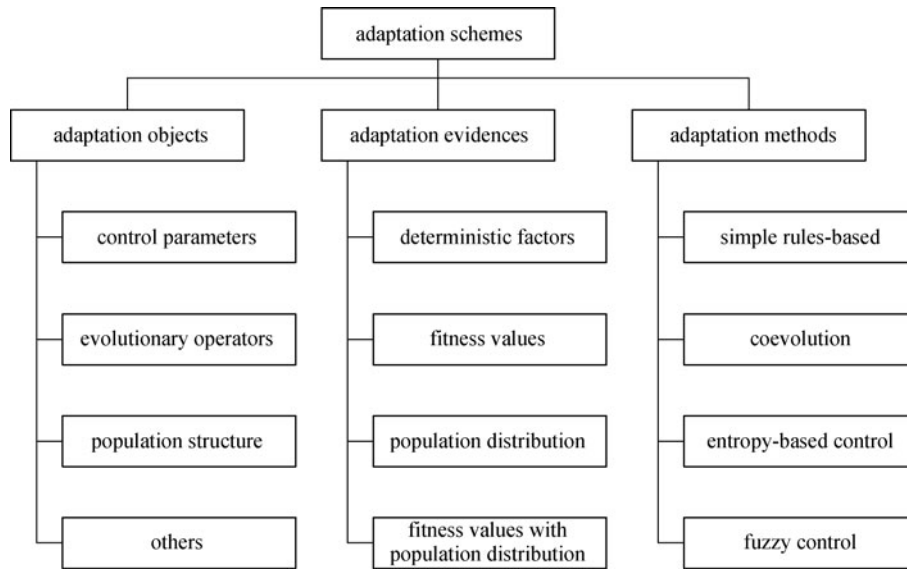 adaptation schemes
adaptation objects
adaptation evidences
adaptation methods
control parameters
deterministic factors
simple rules-based
evolutionary operators
fitness values
coevolution
population structure
population distribution
entropy-based control
others
fitness values with
population distribution
fuzzy control